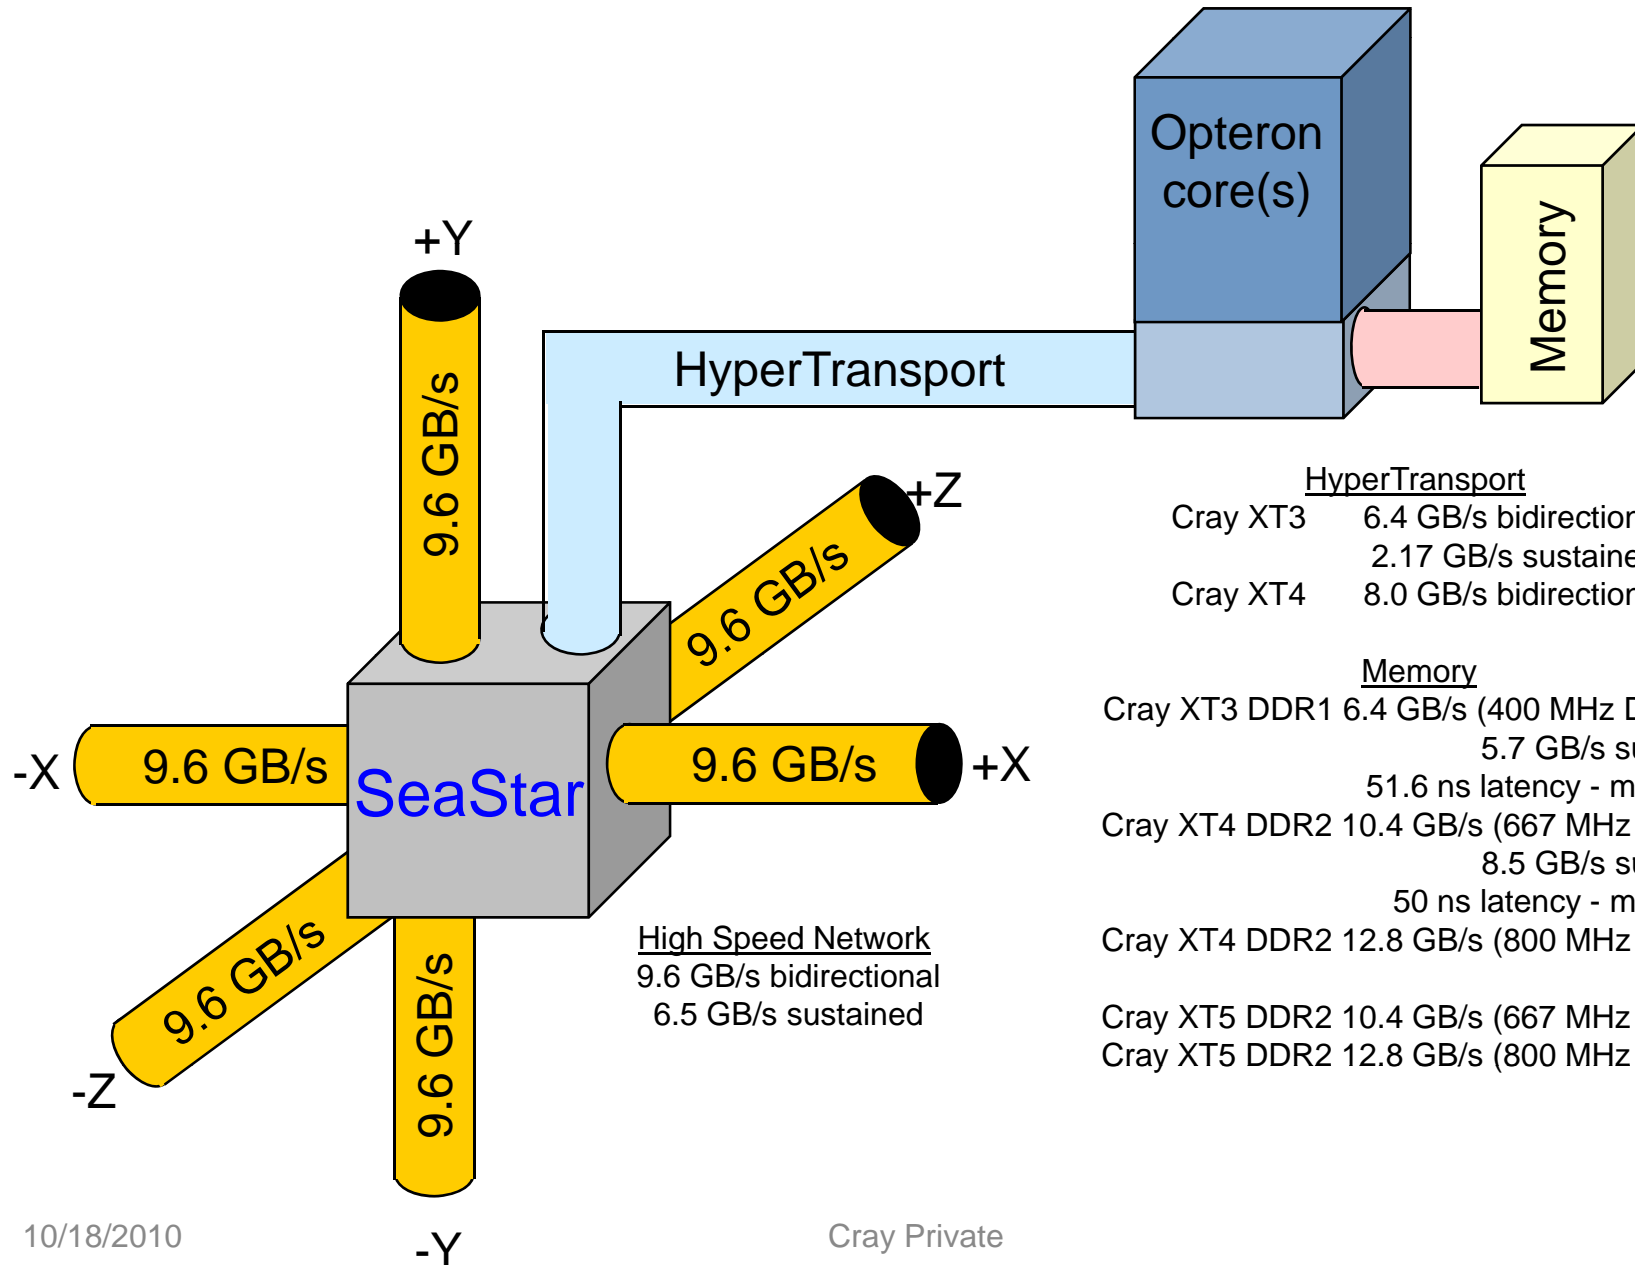 Opteron
core(s)
Memory
+Y
HyperTransport
9.6 GB/s
+Z
9.6 GB/s
HyperTransport
Cray XT3 6.4 GB/s
2.17 GB/s
Cray XT4 8.0 GB/s
Memory
Cray XT3 DDR1 6.4 GB/s (400 MHz
5.7 GB/s
51.6 ns latency -
Cray XT4 DDR2 10.4 GB/s (667 MHz
8.5 GB/s
50 ns latency -
Cray XT4 DDR2 12.8 GB/s (800 MHz
Cray XT5 DDR2 10.4 GB/s (667 MHz
Cray XT5 DDR2 12.8 GB/s (800 MHz
-X
9.6 GB/s
SeaStar
9.6 GB/s
+X
9.6 GB/s
-Z
9.6 GB/s
-Y
High Speed Network
9.6 GB/s bidirectional
6.5 GB/s sustained
10/18/2010
Cray Private